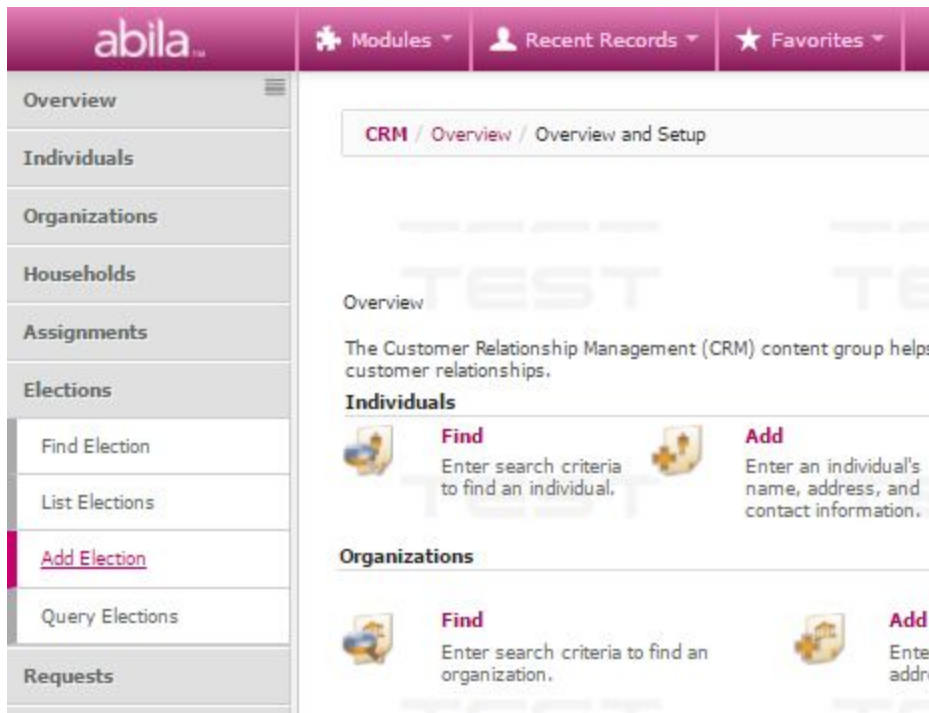 abila™
Modules
Recent Records
Favorites
Overview
Individuals
Organizations
Households
Assignments
Elections
Find Election
List Elections
Add Election
Query Elections
Requests
CRM / Overview / Overview and Setup
TEST
Overview
The Customer Relationship Management (CRM) content group helps
customer relationships.
Individuals
Find
Enter search criteria
to find an individual.
Add
Enter an individual's
name, address, and
contact information.
Organizations
Find
Enter search criteria to find an
organization.
Add